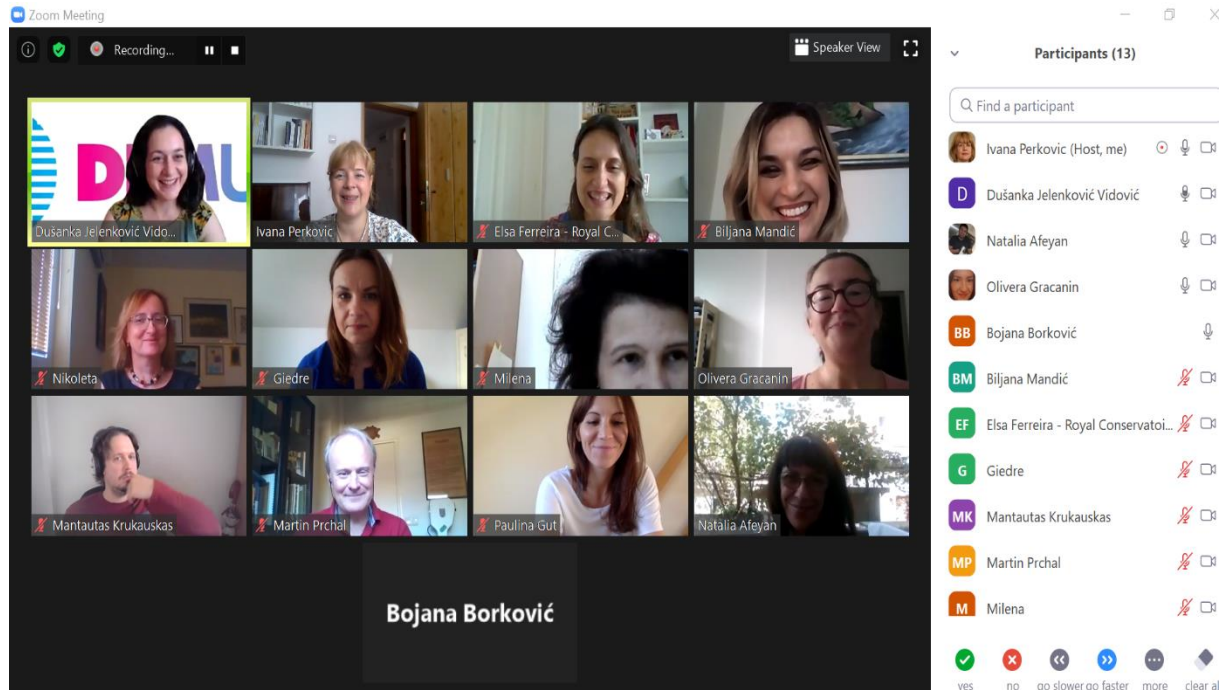 Zoom Meeting
Recording...
Speaker View
Dušanka Jelenković Vido...
Ivana Perkovic
Elsa Ferreira - Royal C...
Biljana Mandić
Nikoleta
Giedre
Milena
Olivera Gracanin
Mantautas Krukauskas
Martin Prchal
Paulina Gut
Natalia Afeyan
Bojana Borković
Participants (13)
Find a participant
Ivana Perkovic (Host, me)
D Dušanka Jelenković Vidović
Natalia Afeyan
Olivera Gracanin
BB Bojana Borković
BM Biljana Mandić
EF Elsa Ferreira - Royal Conservatoi...
G Giedre
MK Mantautas Krukauskas
MP Martin Prchal
M Milena
yes no go slower go faster more clear all